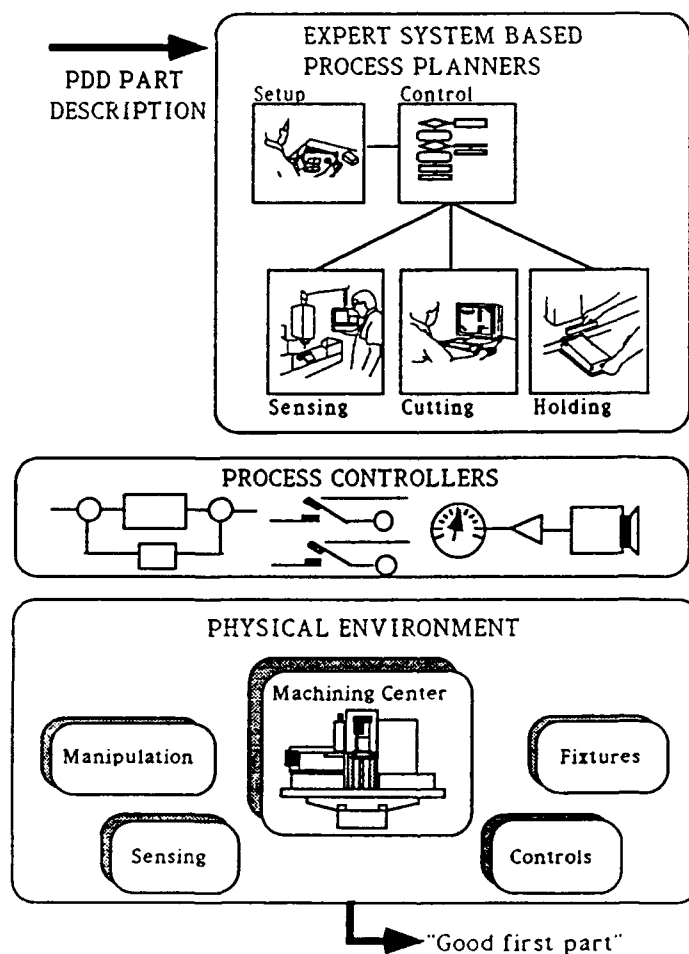 EXPERT SYSTEM BASED
PROCESS PLANNERS
PDD PART
DESCRIPTION
Setup
Control
Sensing
Cutting
Holding
PROCESS CONTROLLERS
PHYSICAL ENVIRONMENT
Machining Center
Manipulation
Fixtures
Sensing
Controls
"Good first part"